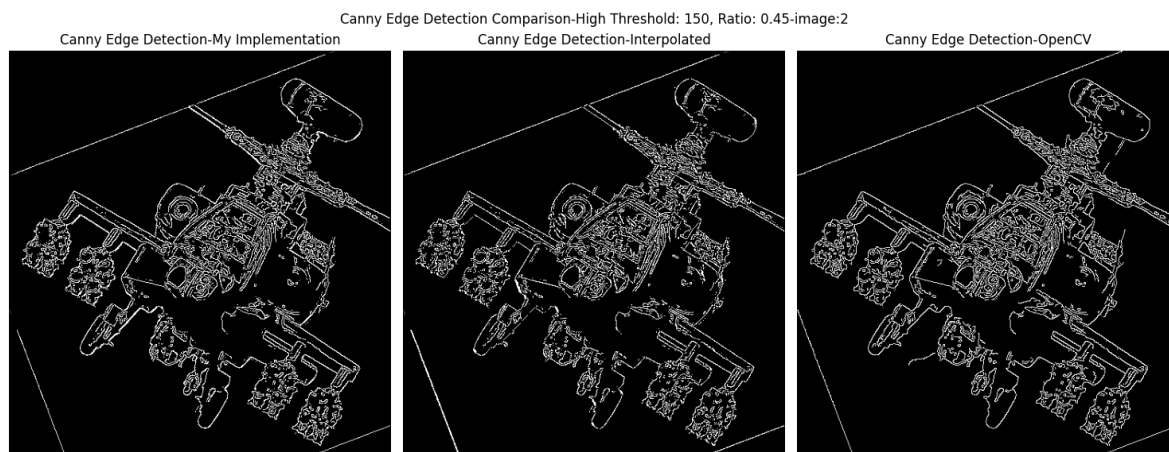 Canny Edge Detection Comparison-High Threshold: 150, Ratio: 0.45-image:2
Canny Edge Detection-My Implementation
Canny Edge Detection-Interpolated
Canny Edge Detection-OpenCV